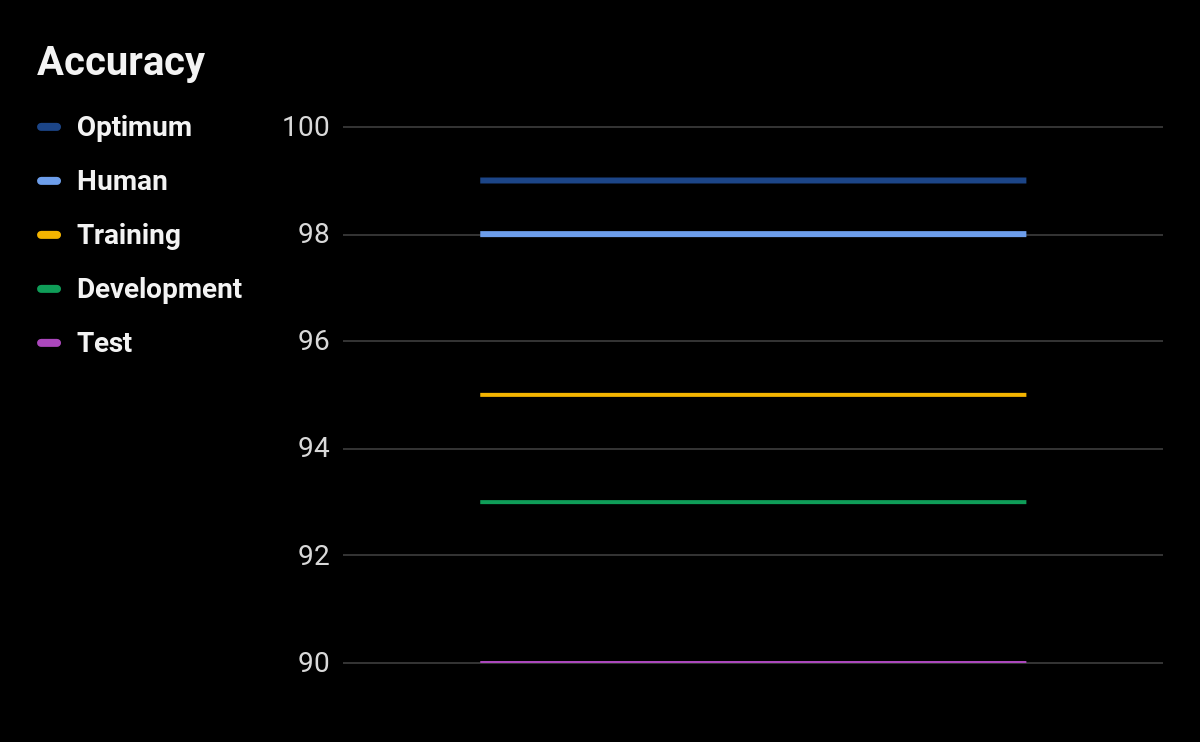 Accuracy
Optimum
Human
Training
Development
Test
100
98
96
94
92
90